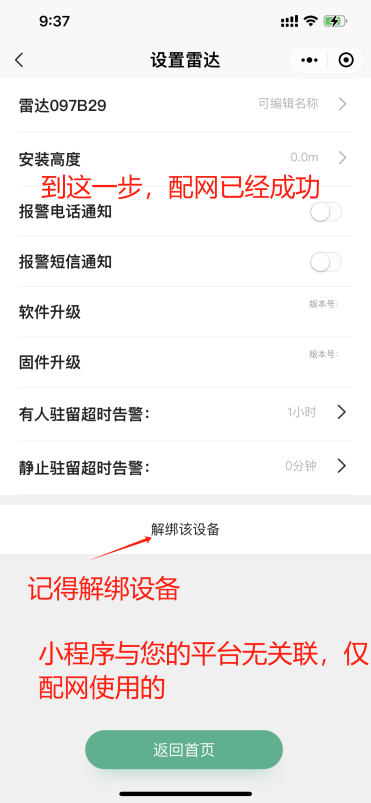 9:37
设置雷达
雷达097B29 可编辑名称
安装高度 0.0m
到这一步，配网已经成功
报警电话通知
报警短信通知
软件升级 版本号：
固件升级 版本号：
有人驻留超时告警： 1小时
静止驻留超时告警： 0分钟
解绑该设备
记得解绑设备
小程序与您的平台无关联，仅
配网使用的
返回首页